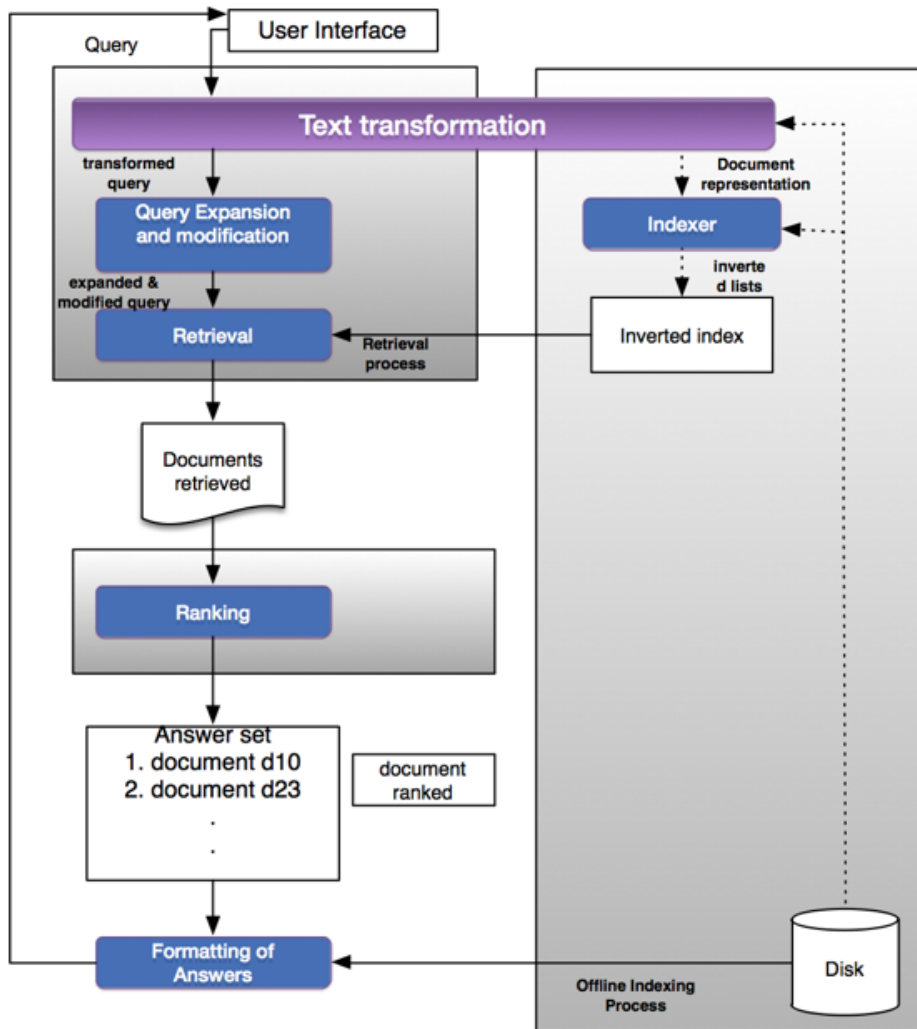 User Interface
Query
Text transformation
transformed
query
Document
representation
Query Expansion
and modification
Indexer
expanded &
modified query
inverte
d lists
Retrieval
Retrieval
process
Inverted index
Documents
retrieved
Ranking
Answer set
1. document d10
2. document d23
.
.
document
ranked
Formatting of
Answers
Disk
Offline Indexing
Process